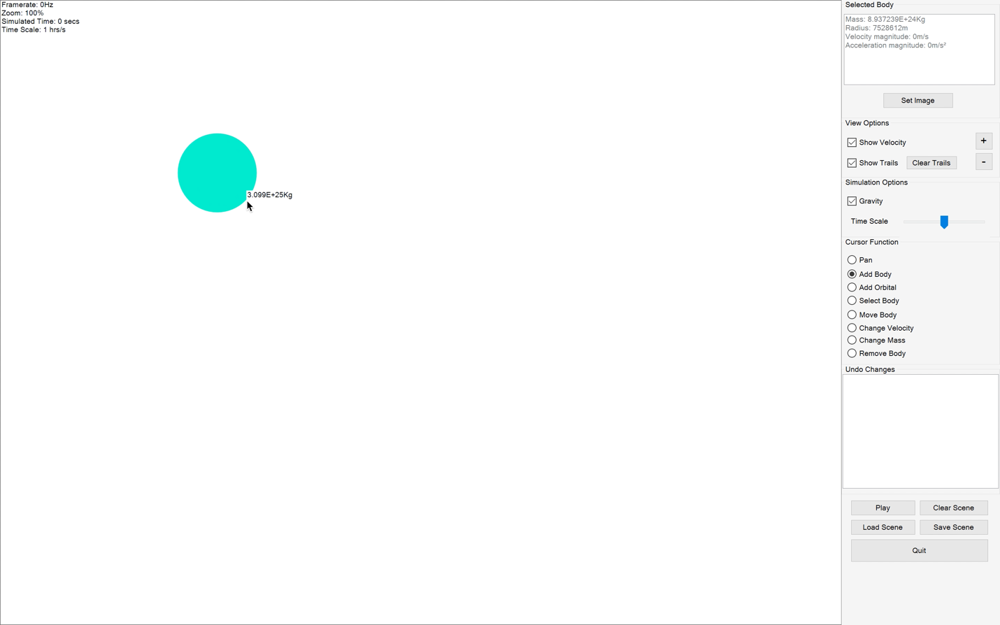 Framerate: 0Hz
Zoom: 100%
Simulated Time: 0 secs
Time Scale: 1 hrs/s
3.099E+25Kg
Selected Body
Mass: 8.937239E+24Kg
Radius: 7528612m
Velocity magnitude: 0m/s
Acceleration magnitude: 0m/s²
Set Image
View Options
Show Velocity
+
Show Trails
Clear Trails
-
Simulation Options
Gravity
Time Scale
Cursor Function
Pan
Add Body
Add Orbital
Select Body
Move Body
Change Velocity
Change Mass
Remove Body
Undo Changes
Play
Clear Scene
Load Scene
Save Scene
Quit